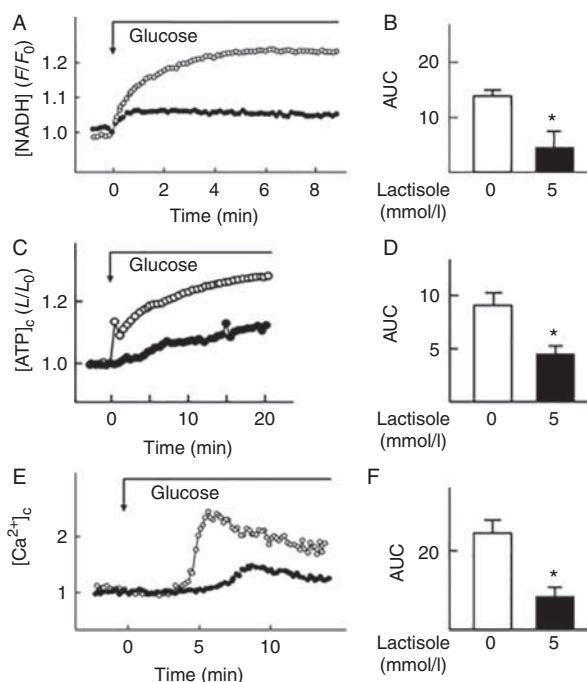 A
Glucose
[NADH] (F/F₀)
1.2
1.0
0 2 4 6 8
Time (min)
B
AUC
20
10
*
Lactisole 0 5
(mmol/l)
C
Glucose
[ATP]c (L/L₀)
1.2
1.0
0 10 20
Time (min)
D
AUC
10
5
*
Lactisole 0 5
(mmol/l)
E
Glucose
[Ca²⁺]c
2
1
0 5 10
Time (min)
F
AUC
20
*
Lactisole 0 5
(mmol/l)